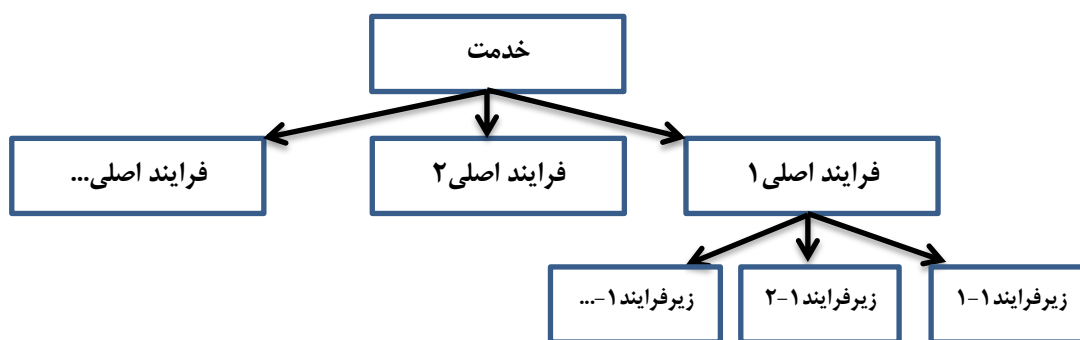 خدمت
فرایند اصلی۱
فرایند اصلی۲
فرایند اصلی...
زیرفرایند۱-۱
زیرفرایند۱-۲
زیرفرایند۱-...